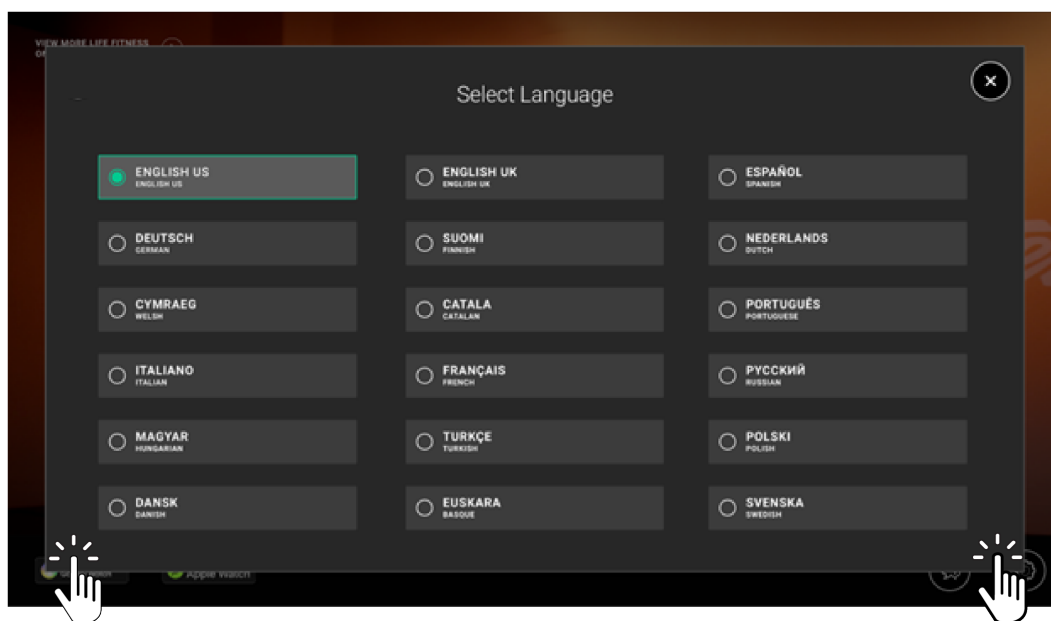 VIEW MORE LIFE FITNESS
Select Language
ENGLISH US
ENGLISH US
ENGLISH UK
ENGLISH UK
ESPAÑOL
SPANISH
DEUTSCH
GERMAN
SUOMI
FINNISH
NEDERLANDS
DUTCH
CYMRAEG
WELSH
CATALA
CATALAN
PORTUGUÊS
PORTUGUESE
ITALIANO
ITALIAN
FRANÇAIS
FRENCH
РУССКИЙ
RUSSIAN
MAGYAR
HUNGARIAN
TURKÇE
TURKISH
POLSKI
POLISH
DANSK
DANISH
EUSKARA
BASQUE
SVENSKA
SWEDISH
Apple Watch